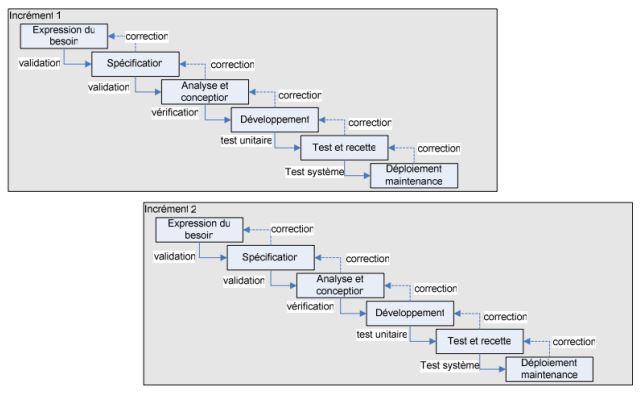 Incrément 1
Expression du
besoin
correction
validation
Spécification
correction
validation
Analyse et
conception
correction
vérification
Développement
correction
test unitaire
Test et recette
correction
Test système
Déploiement
maintenance
Incrément 2
Expression du
besoin
correction
validation
Spécification
correction
validation
Analyse et
conception
correction
vérification
Développement
correction
test unitaire
Test et recette
correction
Test système
Déploiement
maintenance